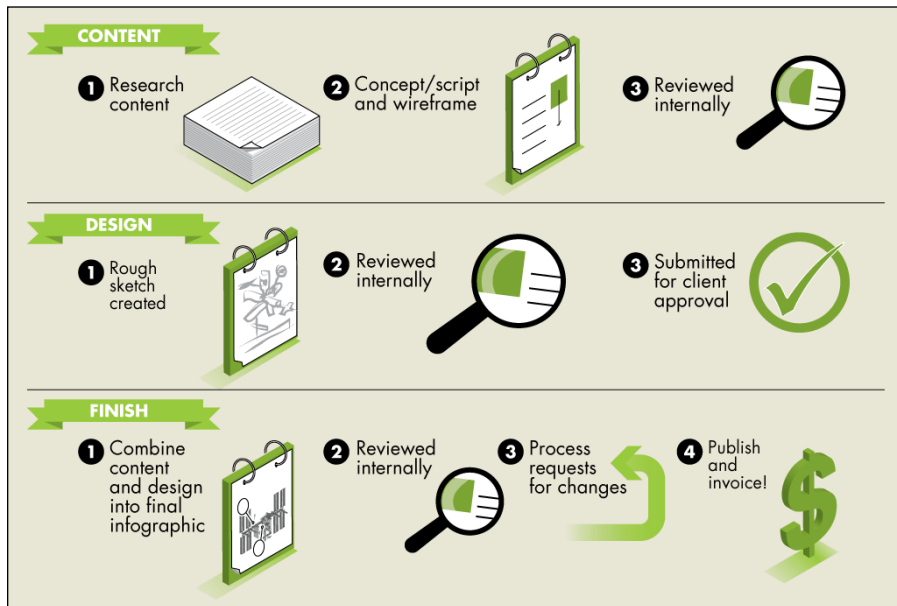 CONTENT
1 Research
content
2 Concept/script
and wireframe
3 Reviewed
internally
DESIGN
1 Rough
sketch
created
2 Reviewed
internally
3 Submitted
for client
approval
FINISH
1 Combine
content
and design
into final
infographic
2 Reviewed
internally
3 Process
requests
for changes
4 Publish
and
invoice!